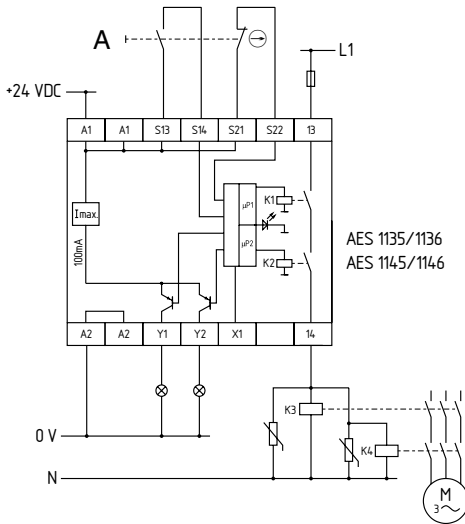 A
L1
+24 VDC
A1 A1 S13 S14 S21 S22 13
Imax.
100mA
µP1
µP2
K1
K2
AES 1135/1136
AES 1145/1146
A2 A2 Y1 Y2 X1 14
K3
K4
0 V
N
M
3